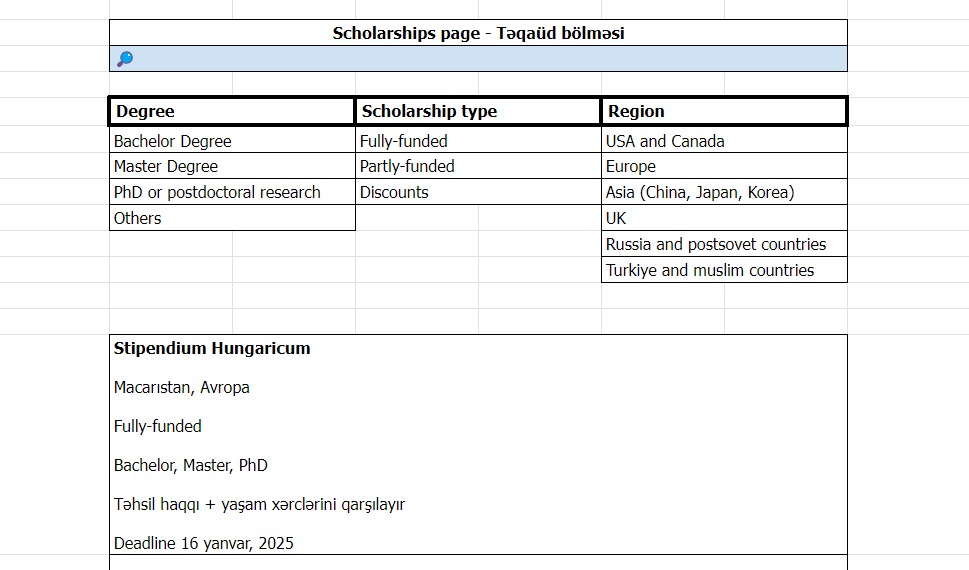 Scholarships page - Təqaüd bölməsi
Degree Scholarship type Region
Bachelor Degree Fully-funded USA and Canada
Master Degree Partly-funded Europe
PhD or postdoctoral research Discounts Asia (China, Japan, Korea)
Others UK
Russia and postsovet countries
Turkiye and muslim countries
Stipendium Hungaricum
Macarıstan, Avropa
Fully-funded
Bachelor, Master, PhD
Təhsil haqqı + yaşam xərclərini qarşılayır
Deadline 16 yanvar, 2025